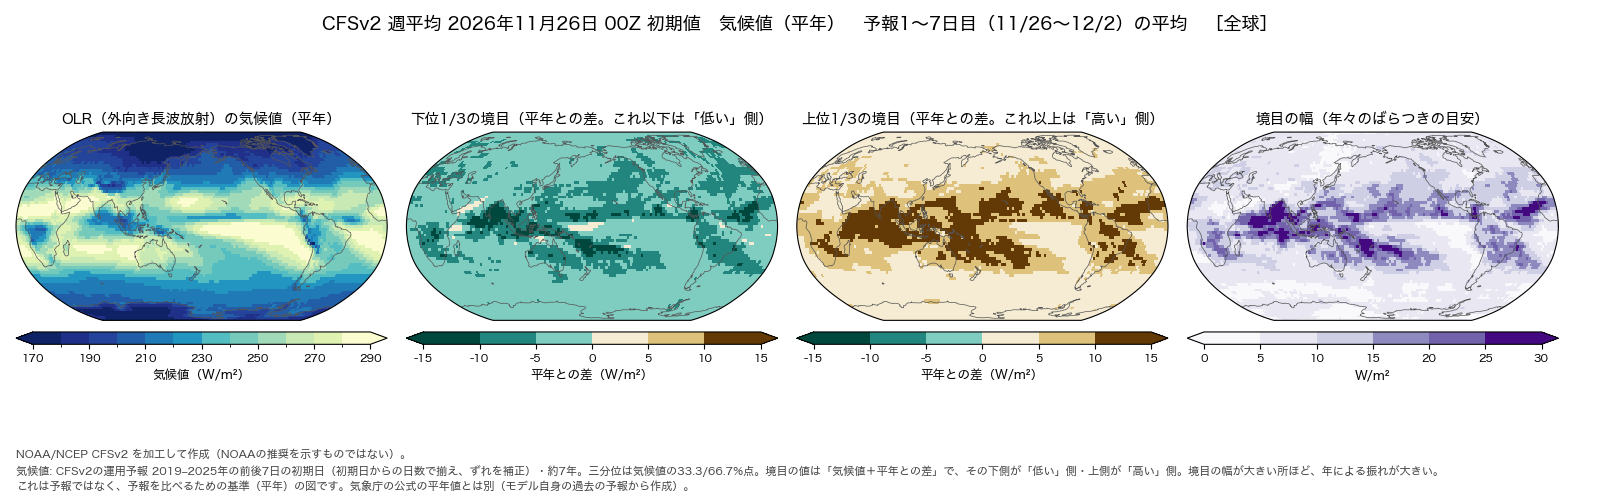 CFSv2 週平均 2026年11月26日 00Z 初期値　気候値（平年）　予報1～7日目（11/26～12/2）の平均　［全球］
OLR（外向き長波放射）の気候値（平年）
170 190 210 230 250 270 290
気候値（W/m²）
下位1/3の境目（平年との差。これ以下は「低い」側）
-15 -10 -5 0 5 10 15
平年との差（W/m²）
上位1/3の境目（平年との差。これ以上は「高い」側）
-15 -10 -5 0 5 10 15
平年との差（W/m²）
境目の幅（年々のばらつきの目安）
0 5 10 15 20 25 30
W/m²
NOAA/NCEP CFSv2 を加工して作成（NOAAの推奨を示すものではない）。
気候値: CFSv2の運用予報 2019–2025年の前後7日の初期日（初期日からの日数で揃え、ずれを補正）・約7年。三分位は気候値の33.3/66.7%点。境目の値は「気候値＋平年との差」で、その下側が「低い」側・上側が「高い」側。境目の幅が大きい所ほど、年による振れが大きい。
これは予報ではなく、予報を比べるための基準（平年）の図です。気象庁の公式の平年値とは別（モデル自身の過去の予報から作成）。